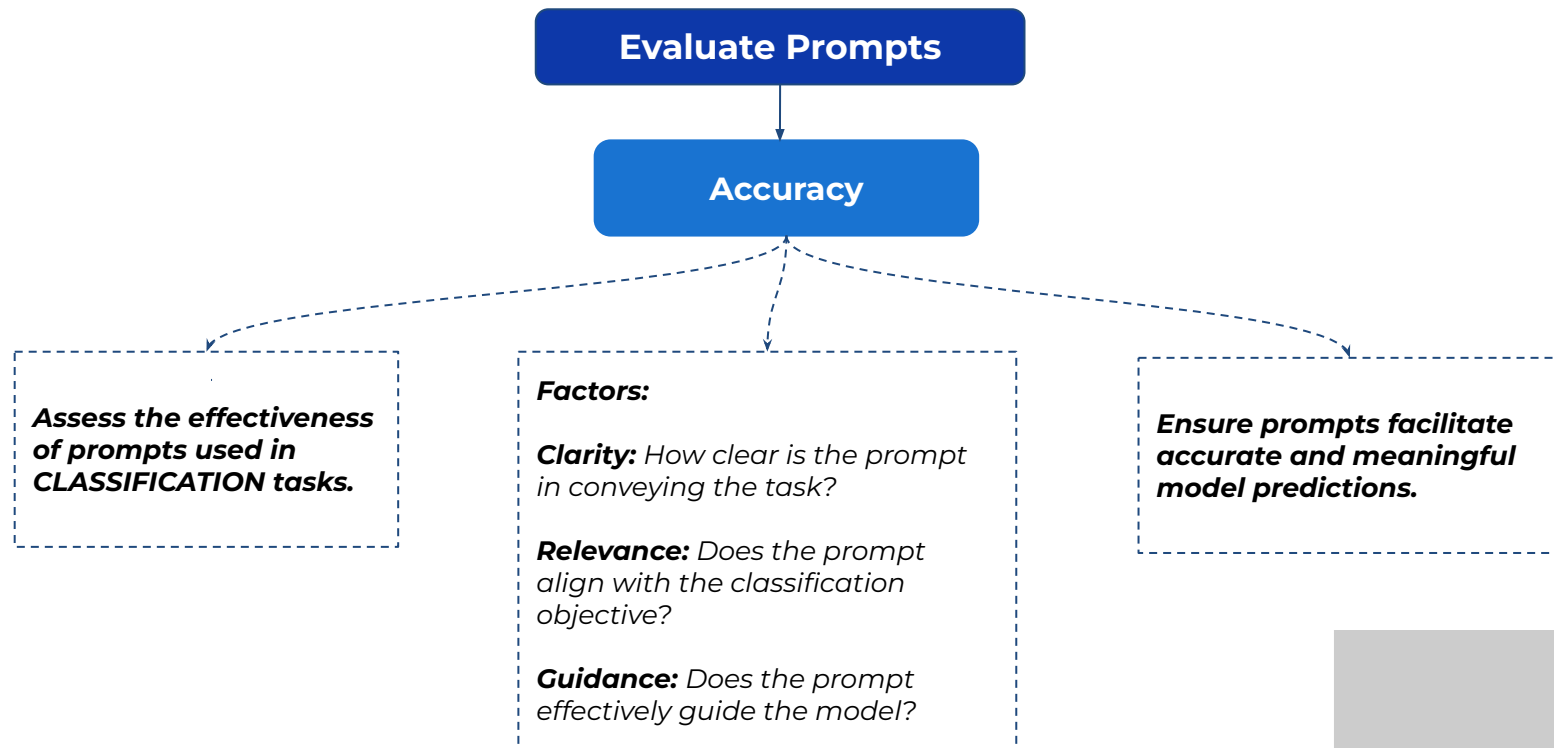 Evaluate Prompts
Accuracy
Assess the effectiveness
of prompts used in
CLASSIFICATION tasks.
Factors:
Clarity: How clear is the prompt
in conveying the task?
Relevance: Does the prompt
align with the classification
objective?
Guidance: Does the prompt
effectively guide the model?
Ensure prompts facilitate
accurate and meaningful
model predictions.